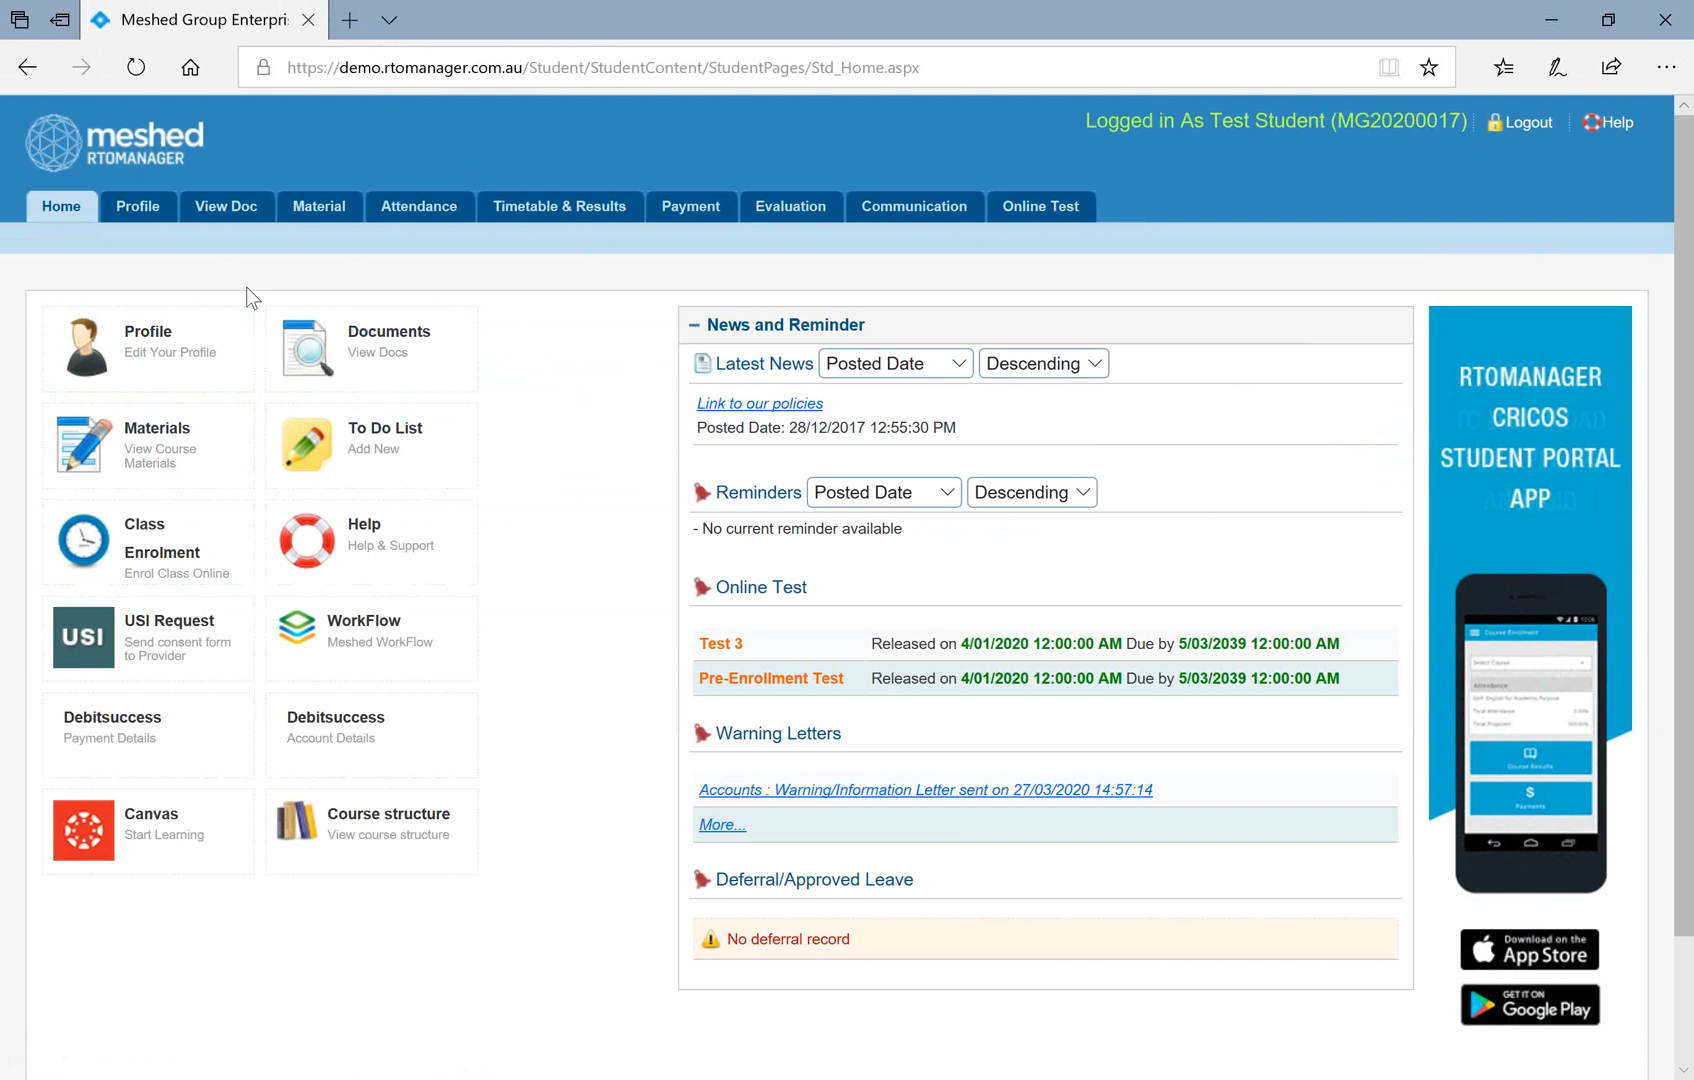 Meshed Group Enterpri:
https://demo.rtomanager.com.au/Student/StudentContent/StudentPages/Std_Home.aspx
meshed
RTOMANAGER
Logged in As Test Student (MG20200017)
Logout
Help
Home
Profile
View Doc
Material
Attendance
Timetable & Results
Payment
Evaluation
Communication
Online Test
Profile
Edit Your Profile
Documents
View Docs
Materials
View Course
Materials
To Do List
Add New
Class
Enrolment
Enrol Class Online
Help
Help & Support
USI
USI Request
Send consent form
to Provider
WorkFlow
Meshed WorkFlow
Debitsuccess
Payment Details
Debitsuccess
Account Details
Canvas
Start Learning
Course structure
View course structure
News and Reminder
Latest News Posted Date Descending
Link to our policies
Posted Date: 28/12/2017 12:55:30 PM
Reminders Posted Date Descending
- No current reminder available
Online Test
Test 3 Released on 4/01/2020 12:00:00 AM Due by 5/03/2039 12:00:00 AM
Pre-Enrollment Test Released on 4/01/2020 12:00:00 AM Due by 5/03/2039 12:00:00 AM
Warning Letters
Accounts : Warning/Information Letter sent on 27/03/2020 14:57:14
More...
Deferral/Approved Leave
No deferral record
RTOMANAGER
CRICOS
STUDENT PORTAL
APP
Course Enrolment
Select Course
Attendance
Course Results
$
Payments
Download on the
App Store
GET IT ON
Google Play